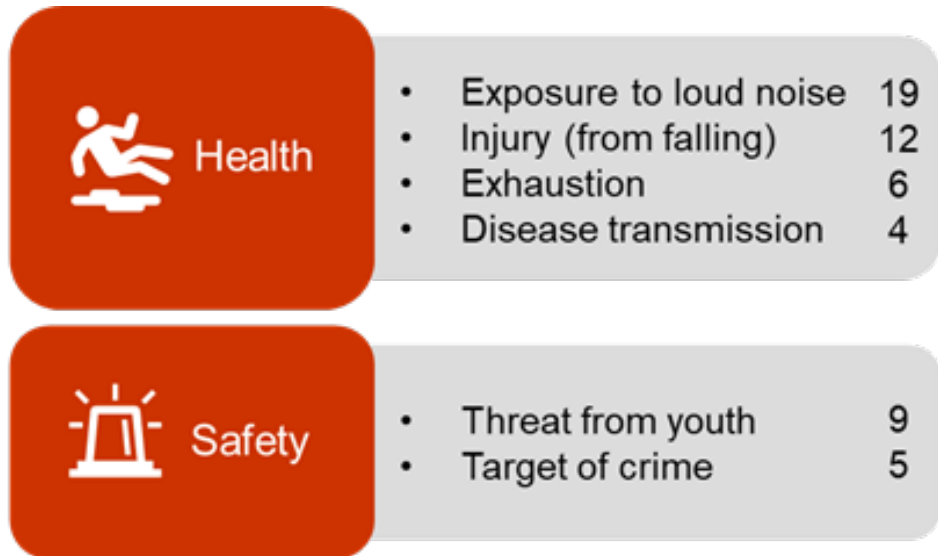 Health
• Exposure to loud noise 19
• Injury (from falling) 12
• Exhaustion 6
• Disease transmission 4
Safety
• Threat from youth 9
• Target of crime 5